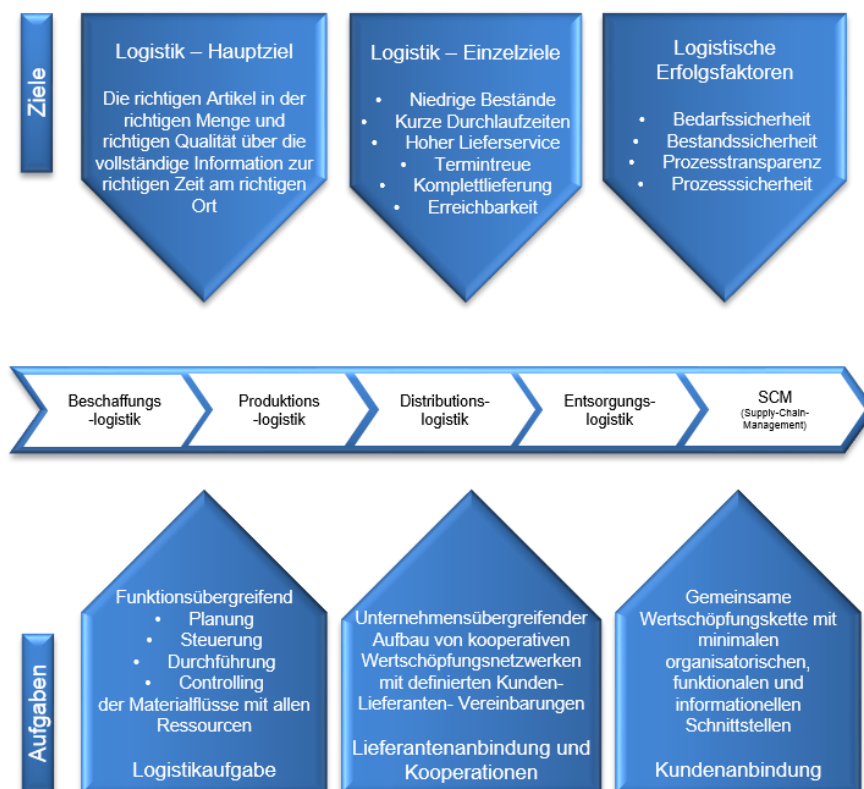 Ziele
Logistik – Hauptziel
Die richtigen Artikel in der
richtigen Menge und
richtigen Qualität über die
vollständige Information zur
richtigen Zeit am richtigen
Ort
Logistik – Einzelziele
• Niedrige Bestände
• Kurze Durchlaufzeiten
• Hoher Lieferservice
• Termintreue
• Komplettlieferung
• Erreichbarkeit
Logistische
Erfolgsfaktoren
• Bedarfssicherheit
• Bestandssicherheit
• Prozesstransparenz
• Prozesssicherheit
Beschaffungs
-logistik
Produktions
-logistik
Distributions-
logistik
Entsorgungs-
logistik
SCM
(Supply-Chain-
Management)
Aufgaben
Funktionsübergreifend
• Planung
• Steuerung
• Durchführung
• Controlling
der Materialflüsse mit allen
Ressourcen
Logistikaufgabe
Unternehmensübergreifender
Aufbau von kooperativen
Wertschöpfungsnetzwerken
mit definierten Kunden-
Lieferanten- Vereinbarungen
Lieferantenanbindung und
Kooperationen
Gemeinsame
Wertschöpfungskette mit
minimalen
organisatorischen,
funktionalen und
informationellen
Schnittstellen
Kundenanbindung